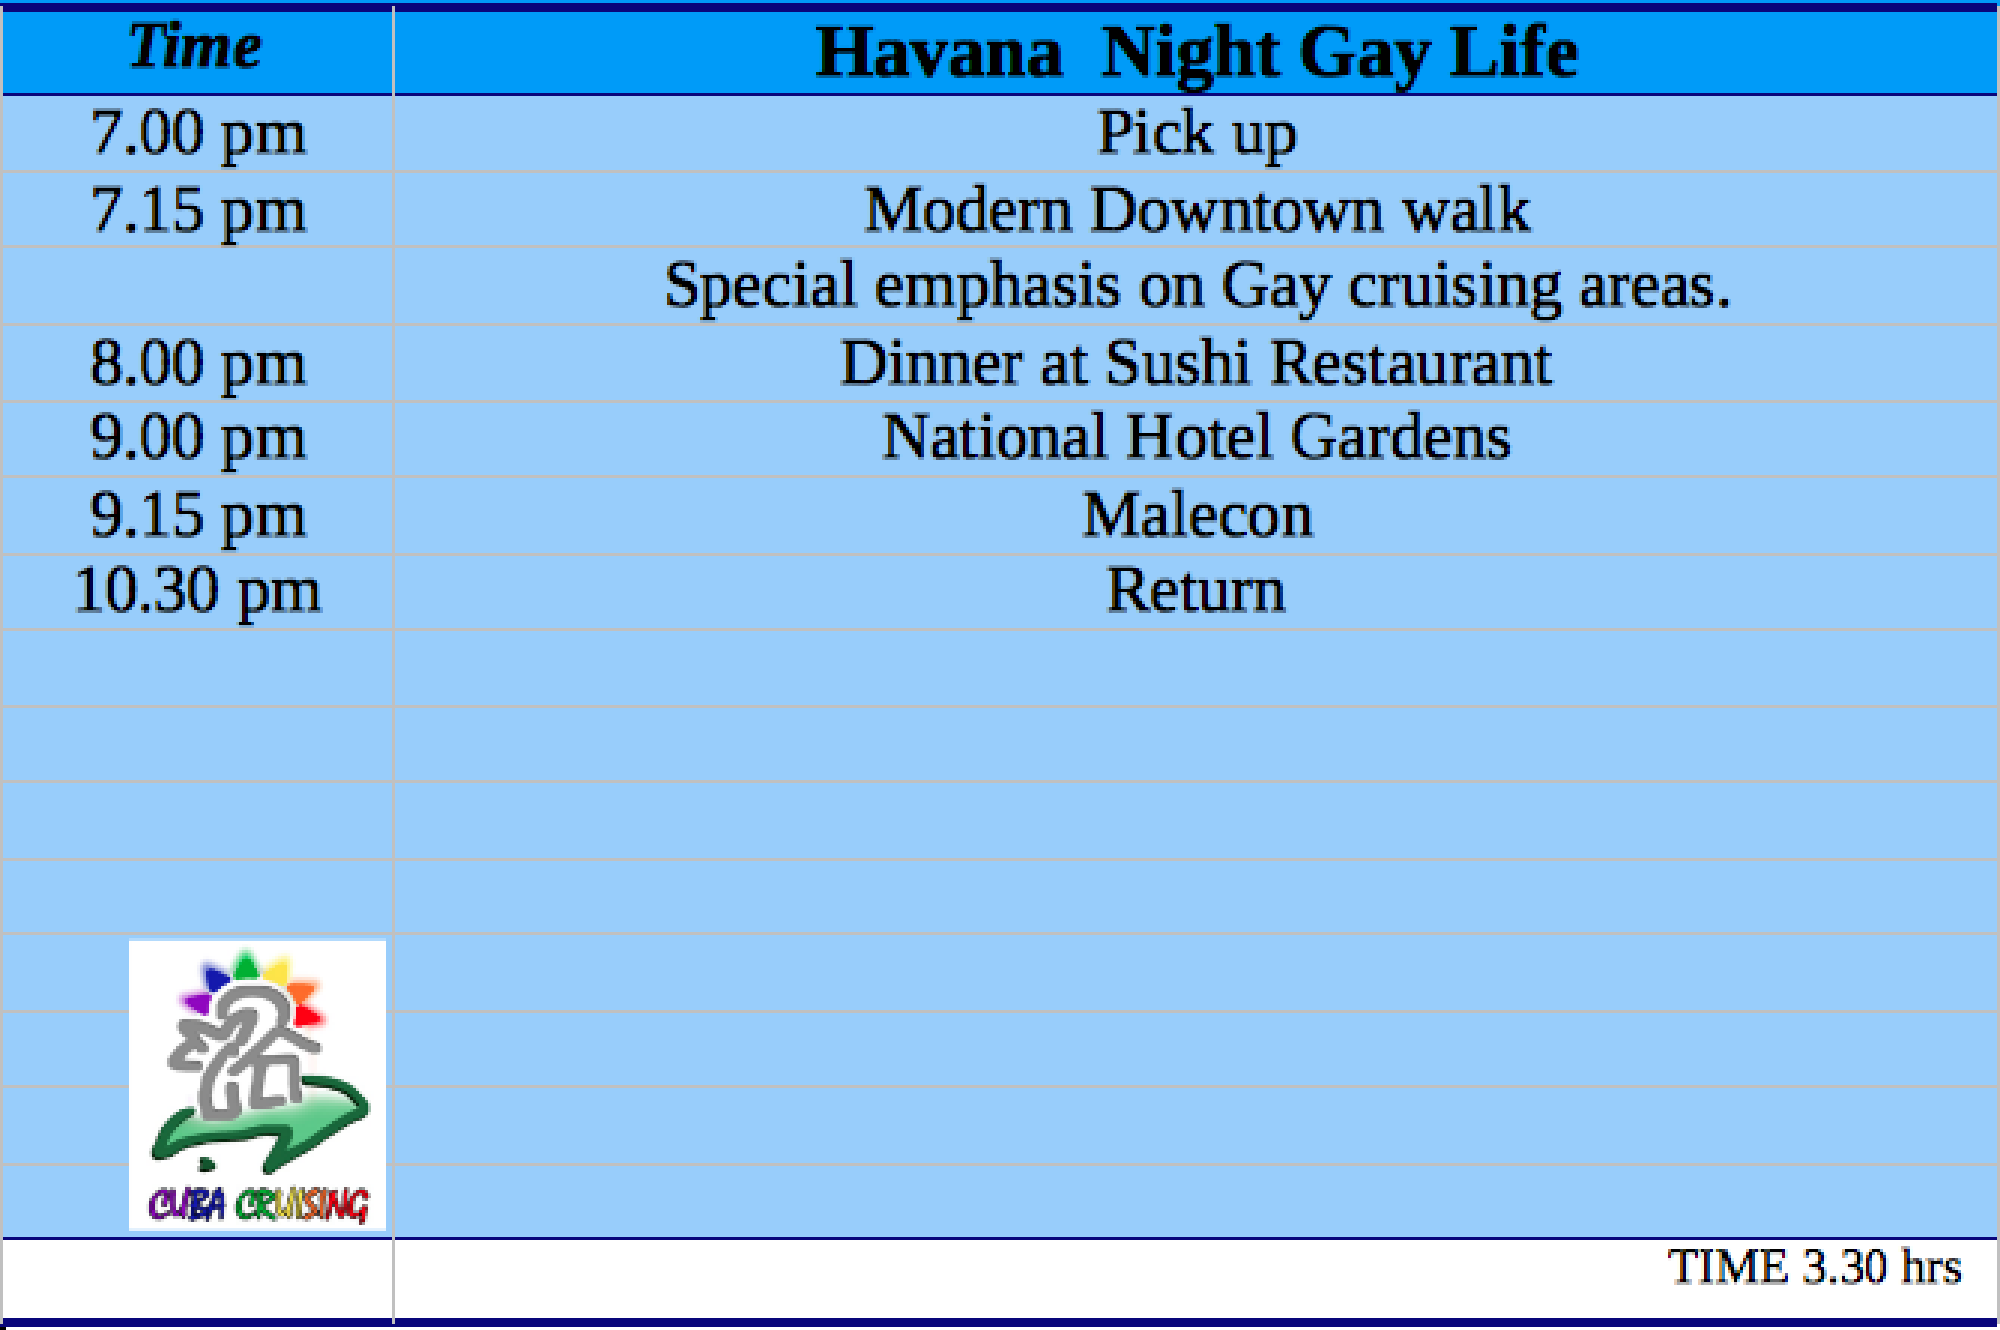 Time Havana Night Gay Life
7.00 pm Pick up
7.15 pm Modern Downtown walk
Special emphasis on Gay cruising areas.
8.00 pm Dinner at Sushi Restaurant
9.00 pm National Hotel Gardens
9.15 pm Malecon
10.30 pm Return
CUBA CRUISING
TIME 3.30 hrs